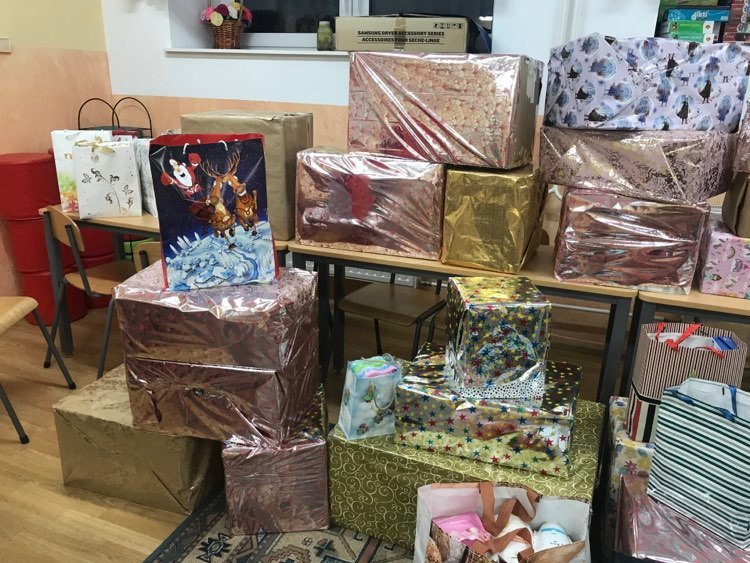 SAMSUNG DRYER ACCESSORY SERIES
ACCESSOIRES POUR SÈCHE-LINGE